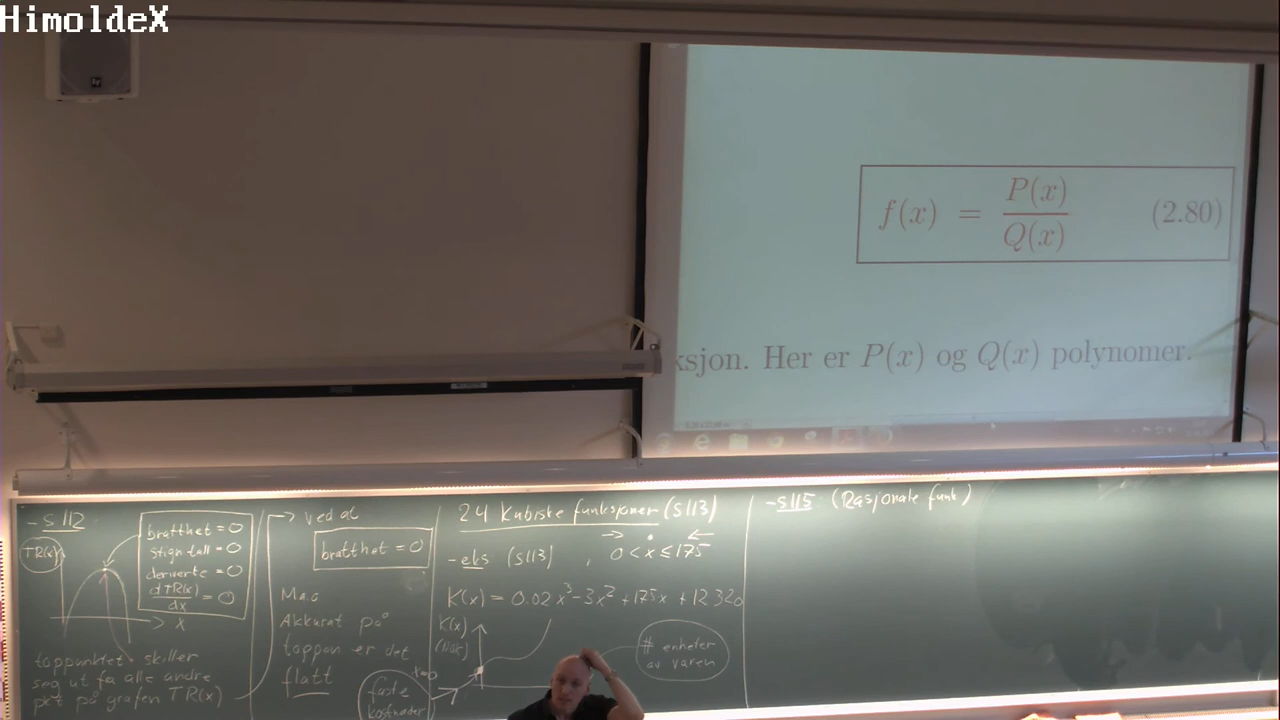 HimoldeX
f(x) = P(x)/Q(x) (2.80)
ksjon. Her er P(x) og Q(x) polynomer.
-S 112
TR(x)
bratthet = 0
Stign tall = 0
deriverte = 0
dTR(x)/dx = 0
x
toppunktet skiller
seg ut fra alle andre
pkt på grafen TR(x)
→ ved at
bratthet = 0
M.a.o
Akkurat på
toppen er det
flatt
2.4 Kubiske funksjoner (S113)
-eks (S113) , 0 < x ≤ 175
K(x) = 0.02x³ - 3x² + 175x + 12 320
K(x)
(NOK)
x=0
faste
kostnader
# enheter
av varen
-S115 (Rasjonale funk)